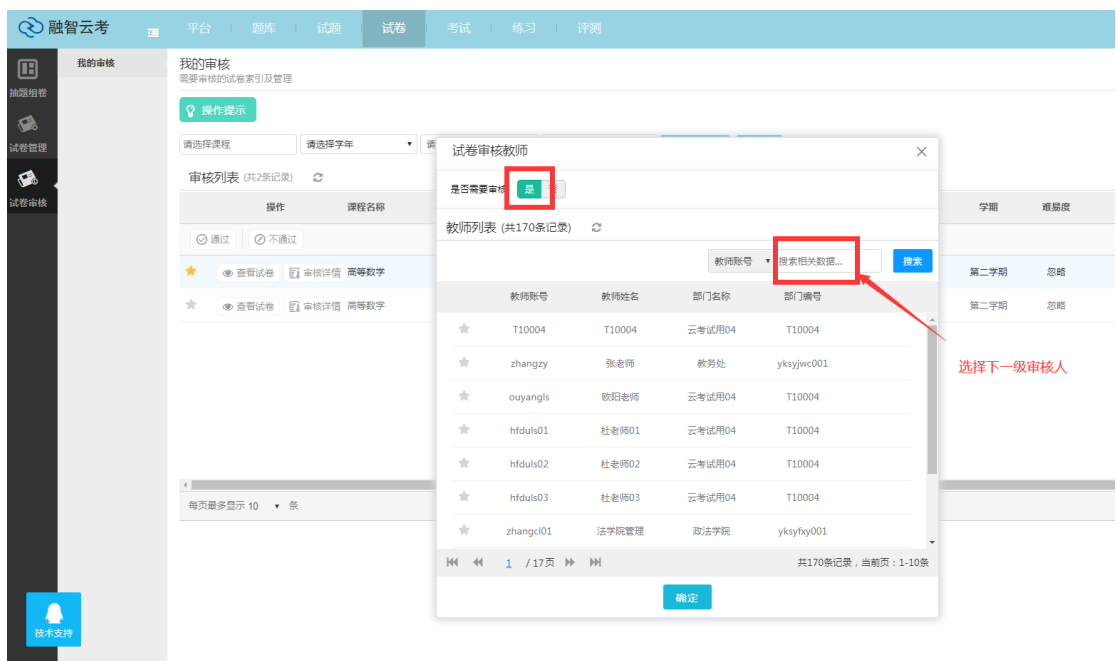 融智云考
平台 题库 试题 试卷 考试 练习 评测
抽题组卷
试卷管理
试卷审核
我的审核
我的审核
需要审核的试卷索引及管理
操作提示
请选择课程 请选择学年 请
审核列表 (共2条记录)
操作 课程名称 学期 难易度
通过 不通过
查看试卷 审核详情 高等数学 第二学期 忽略
查看试卷 审核详情 高等数学 第二学期 忽略
每页最多显示 10 条
试卷审核教师
是否需要审核 是
教师列表 (共170条记录)
教师账号 搜索相关数据... 搜索
教师账号 教师姓名 部门名称 部门编号
T10004 T10004 云考试用04 T10004
zhangzy 张老师 教务处 yksyjwc001
ouyangls 欧阳老师 云考试用04 T10004
hfduls01 杜老师01 云考试用04 T10004
hfduls02 杜老师02 云考试用04 T10004
hfduls03 杜老师03 云考试用04 T10004
zhangcl01 法学院管理 政法学院 yksyfxy001
1 / 17页 共170条记录，当前页：1-10条
确定
选择下一级审核人
技术支持